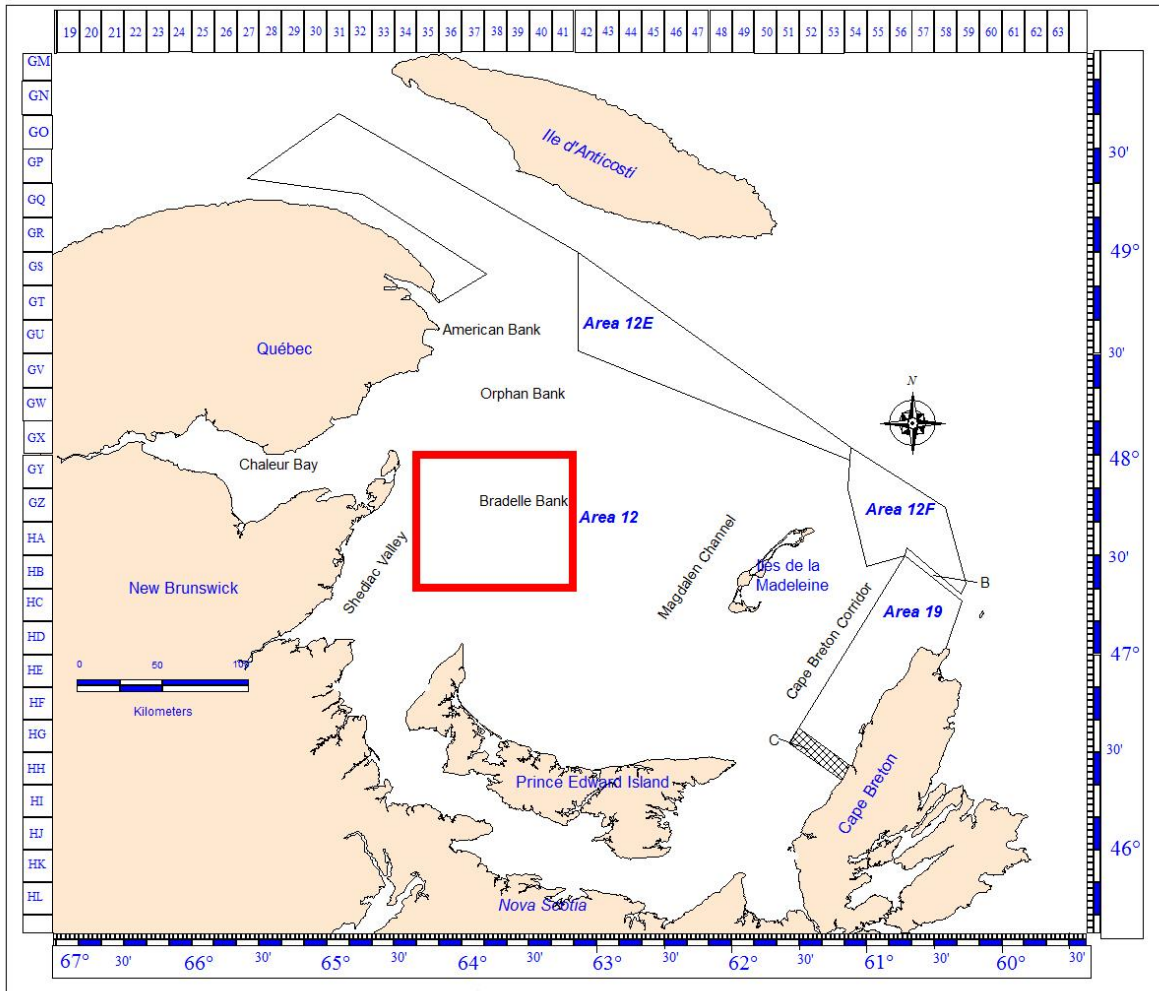 19 20 21 22 23 24 25 26 27 28 29 30 31 32 33 34 35 36 37 38 39 40 41 42 43 44 45 46 47 48 49 50 51 52 53 54 55 56 57 58 59 60 61 62 63
GM
GN
GO
GP
GQ
GR
GS
GT
GU
GV
GW
GX
GY
GZ
HA
HB
HC
HD
HE
HF
HG
HH
HI
HJ
HK
HL
Ile d'Anticosti
American Bank
Area 12E
Québec
Orphan Bank
N
Chaleur Bay
Bradelle Bank
Area 12
Area 12F
Shediac Valley
Magdalen Channel
Iles de la
Madeleine
New Brunswick
B
Area 19
Cape Breton Corridor
0 50 100
Kilometers
C
Prince Edward Island
Cape Breton
Nova Scotia
30'
49°
30'
48°
30'
47°
30'
46°
67° 30' 66° 30' 65° 30' 64° 30' 63° 30' 62° 30' 61° 30' 60° 30'